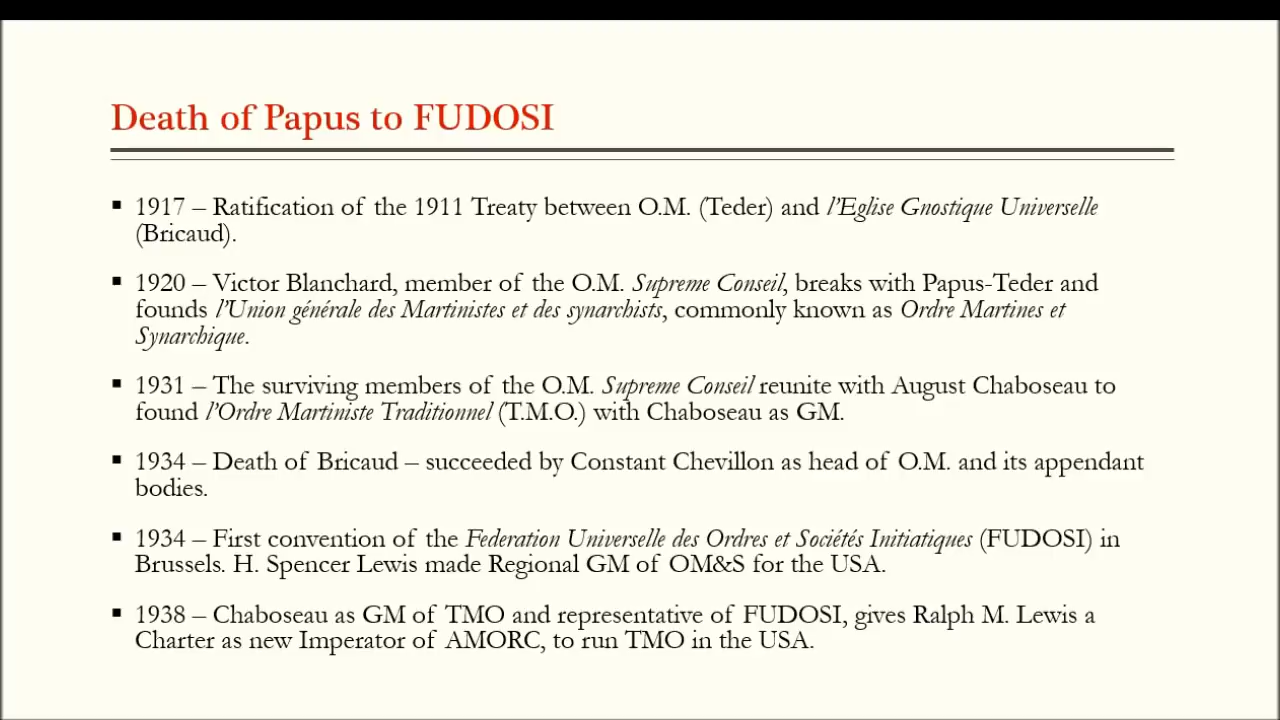 Death of Papus to FUDOSI
▪ 1917 – Ratification of the 1911 Treaty between O.M. (Teder) and l’Eglise Gnostique Universelle
(Bricaud).
▪ 1920 – Victor Blanchard, member of the O.M. Supreme Conseil, breaks with Papus-Teder and
founds l’Union générale des Martinistes et des synarchists, commonly known as Ordre Martines et
Synarchique.
▪ 1931 – The surviving members of the O.M. Supreme Conseil reunite with August Chaboseau to
found l’Ordre Martiniste Traditionnel (T.M.O.) with Chaboseau as GM.
▪ 1934 – Death of Bricaud – succeeded by Constant Chevillon as head of O.M. and its appendant
bodies.
▪ 1934 – First convention of the Federation Universelle des Ordres et Sociétés Initiatiques (FUDOSI) in
Brussels. H. Spencer Lewis made Regional GM of OM&S for the USA.
▪ 1938 – Chaboseau as GM of TMO and representative of FUDOSI, gives Ralph M. Lewis a
Charter as new Imperator of AMORC, to run TMO in the USA.